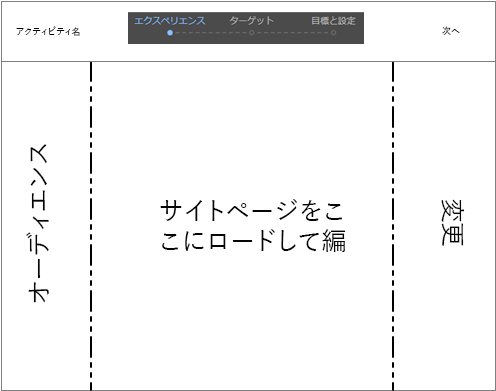 アクティビティ名
エクスペリエンス
ターゲット
目標と設定
次へ
オーディエンス
サイトページをこ
こにロードして編
変更